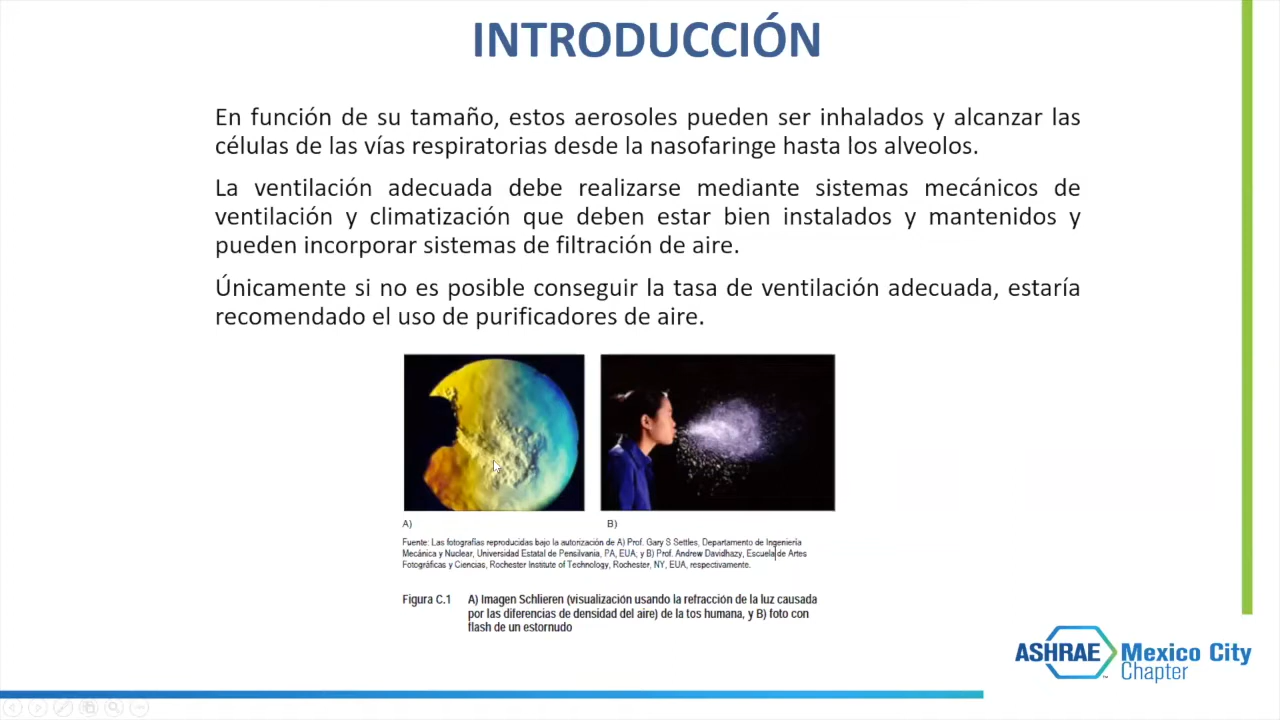 INTRODUCCIÓN
En función de su tamaño, estos aerosoles pueden ser inhalados y alcanzar las
células de las vías respiratorias desde la nasofaringe hasta los alveolos.
La ventilación adecuada debe realizarse mediante sistemas mecánicos de
ventilación y climatización que deben estar bien instalados y mantenidos y
pueden incorporar sistemas de filtración de aire.
Únicamente si no es posible conseguir la tasa de ventilación adecuada, estaría
recomendado el uso de purificadores de aire.
A)
B)
Fuente: Las fotografías reproducidas bajo la autorización de A) Prof. Gary S Settles, Departamento de Ingeniería
Mecánica y Nuclear, Universidad Estatal de Pensilvania, PA, EUA; y B) Prof. Andrew Davidhazy, Escuela de Artes
Fotográficas y Ciencias, Rochester Institute of Technology, Rochester, NY, EUA, respectivamente.
Figura C.1 A) Imagen Schlieren (visualización usando la refracción de la luz causada
por las diferencias de densidad del aire) de la tos humana, y B) foto con
flash de un estornudo
ASHRAE Mexico City
Chapter